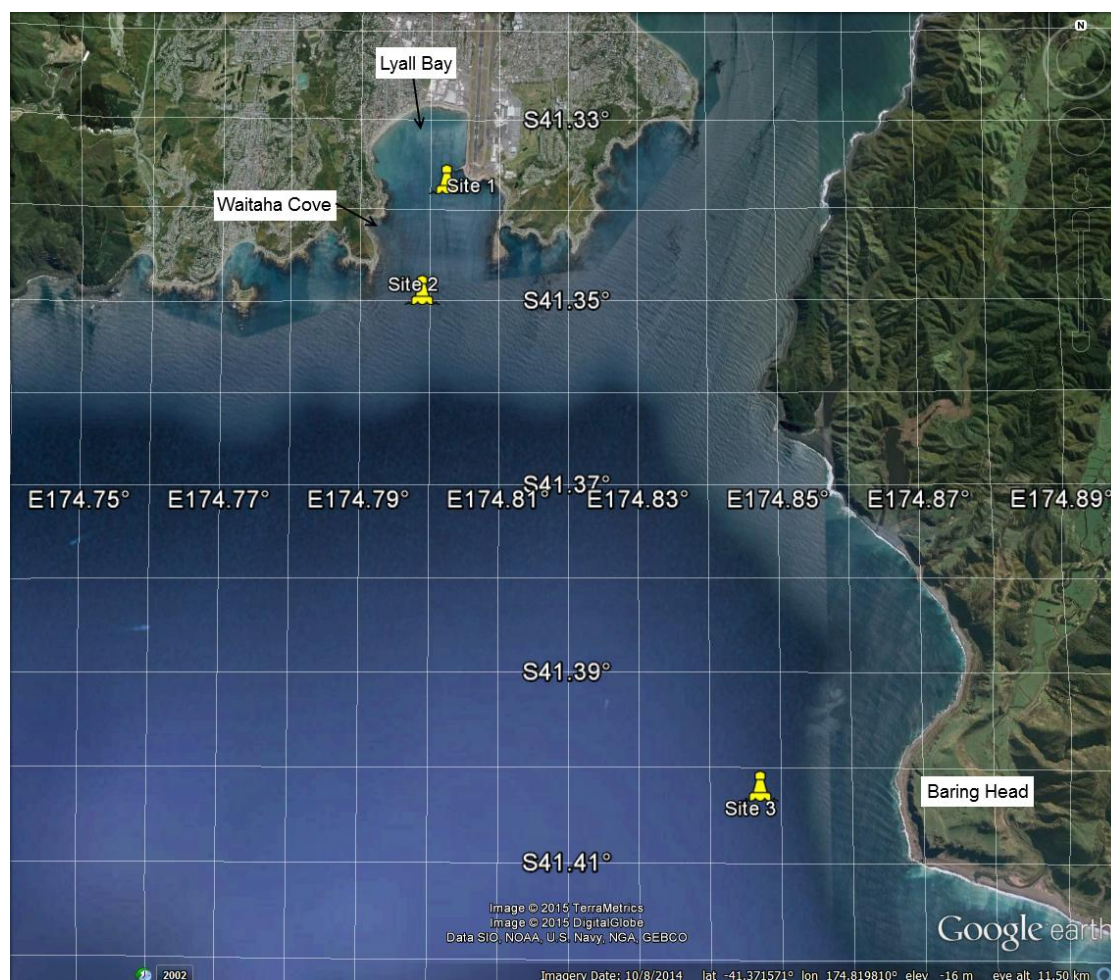 N
Lyall Bay
S41.33°
Site 1
Waitaha Cove
Site 2
S41.35°
S41.37°
E174.75° E174.77° E174.79° E174.81° E174.83° E174.85° E174.87° E174.89°
S41.39°
Site 3
Baring Head
S41.41°
Image © 2015 TerraMetrics
Image © 2015 DigitalGlobe
Data SIO, NOAA, U.S. Navy, NGA, GEBCO
Google earth
2002
Imagery Date: 10/8/2014 lat -41.371571° lon 174.819810° elev -16 m eye alt 11.50 km